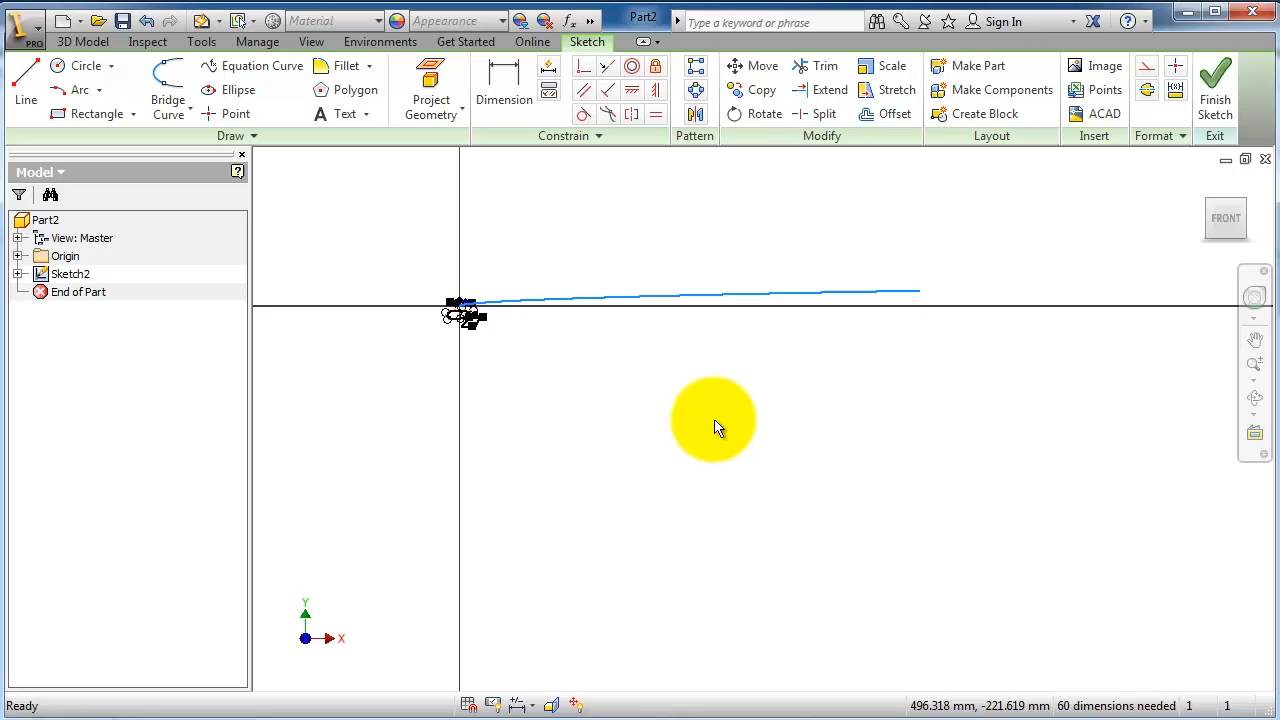 Material
Appearance
fx
Part2
Type a keyword or phrase
Sign In
PRO
3D Model
Inspect
Tools
Manage
View
Environments
Get Started
Online
Sketch
Line
Circle
Arc
Rectangle
Bridge
Curve
Equation Curve
Ellipse
Point
Fillet
Polygon
A Text
Project
Geometry
Dimension
Move
Copy
Rotate
Trim
Extend
Split
Scale
Stretch
Offset
Make Part
Make Components
Create Block
Image
Points
ACAD
Finish
Sketch
Draw
Constrain
Pattern
Modify
Layout
Insert
Format
Exit
Model
Part2
View: Master
Origin
Sketch2
End of Part
FRONT
Y
X
Ready
496.318 mm, -221.619 mm
60 dimensions needed
1
1